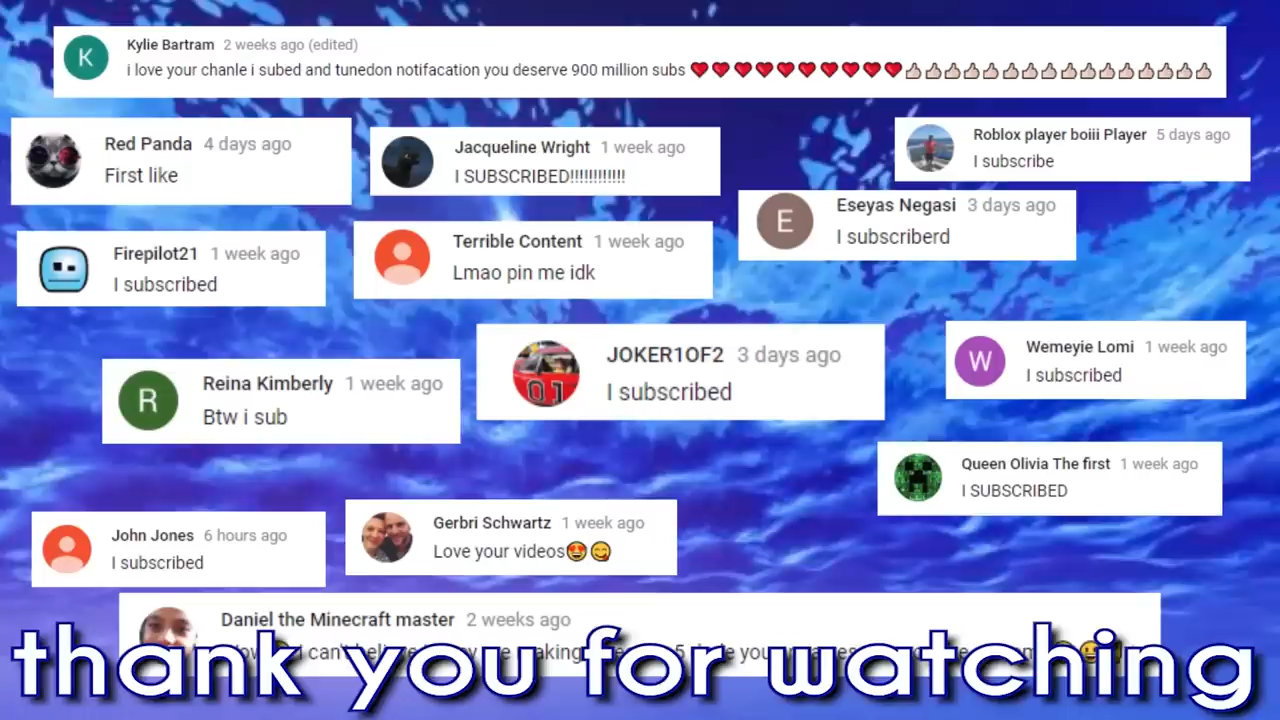 K
Kylie Bartram 2 weeks ago (edited)
i love your chanle i subed and tunedon notifacation you deserve 900 million subs ❤❤❤❤❤❤❤❤❤❤👍🏻👍🏻👍🏻👍🏻👍🏻👍🏻👍🏻👍🏻👍🏻👍🏻👍🏻👍🏻👍🏻👍🏻
Red Panda 4 days ago
First like
Jacqueline Wright 1 week ago
I SUBSCRIBED!!!!!!!!!!!!
Roblox player boiii Player 5 days ago
I subscribe
E
Eseyas Negasi 3 days ago
I subscriberd
Firepilot21 1 week ago
I subscribed
Terrible Content 1 week ago
Lmao pin me idk
JOKER1OF2 3 days ago
I subscribed
01
W
Wemeyie Lomi 1 week ago
I subscribed
R
Reina Kimberly 1 week ago
Btw i sub
Queen Olivia The first 1 week ago
I SUBSCRIBED
John Jones 6 hours ago
I subscribed
Gerbri Schwartz 1 week ago
Love your videos🤩😋
Daniel the Minecraft master 2 weeks ago
i can't
thank you for watching